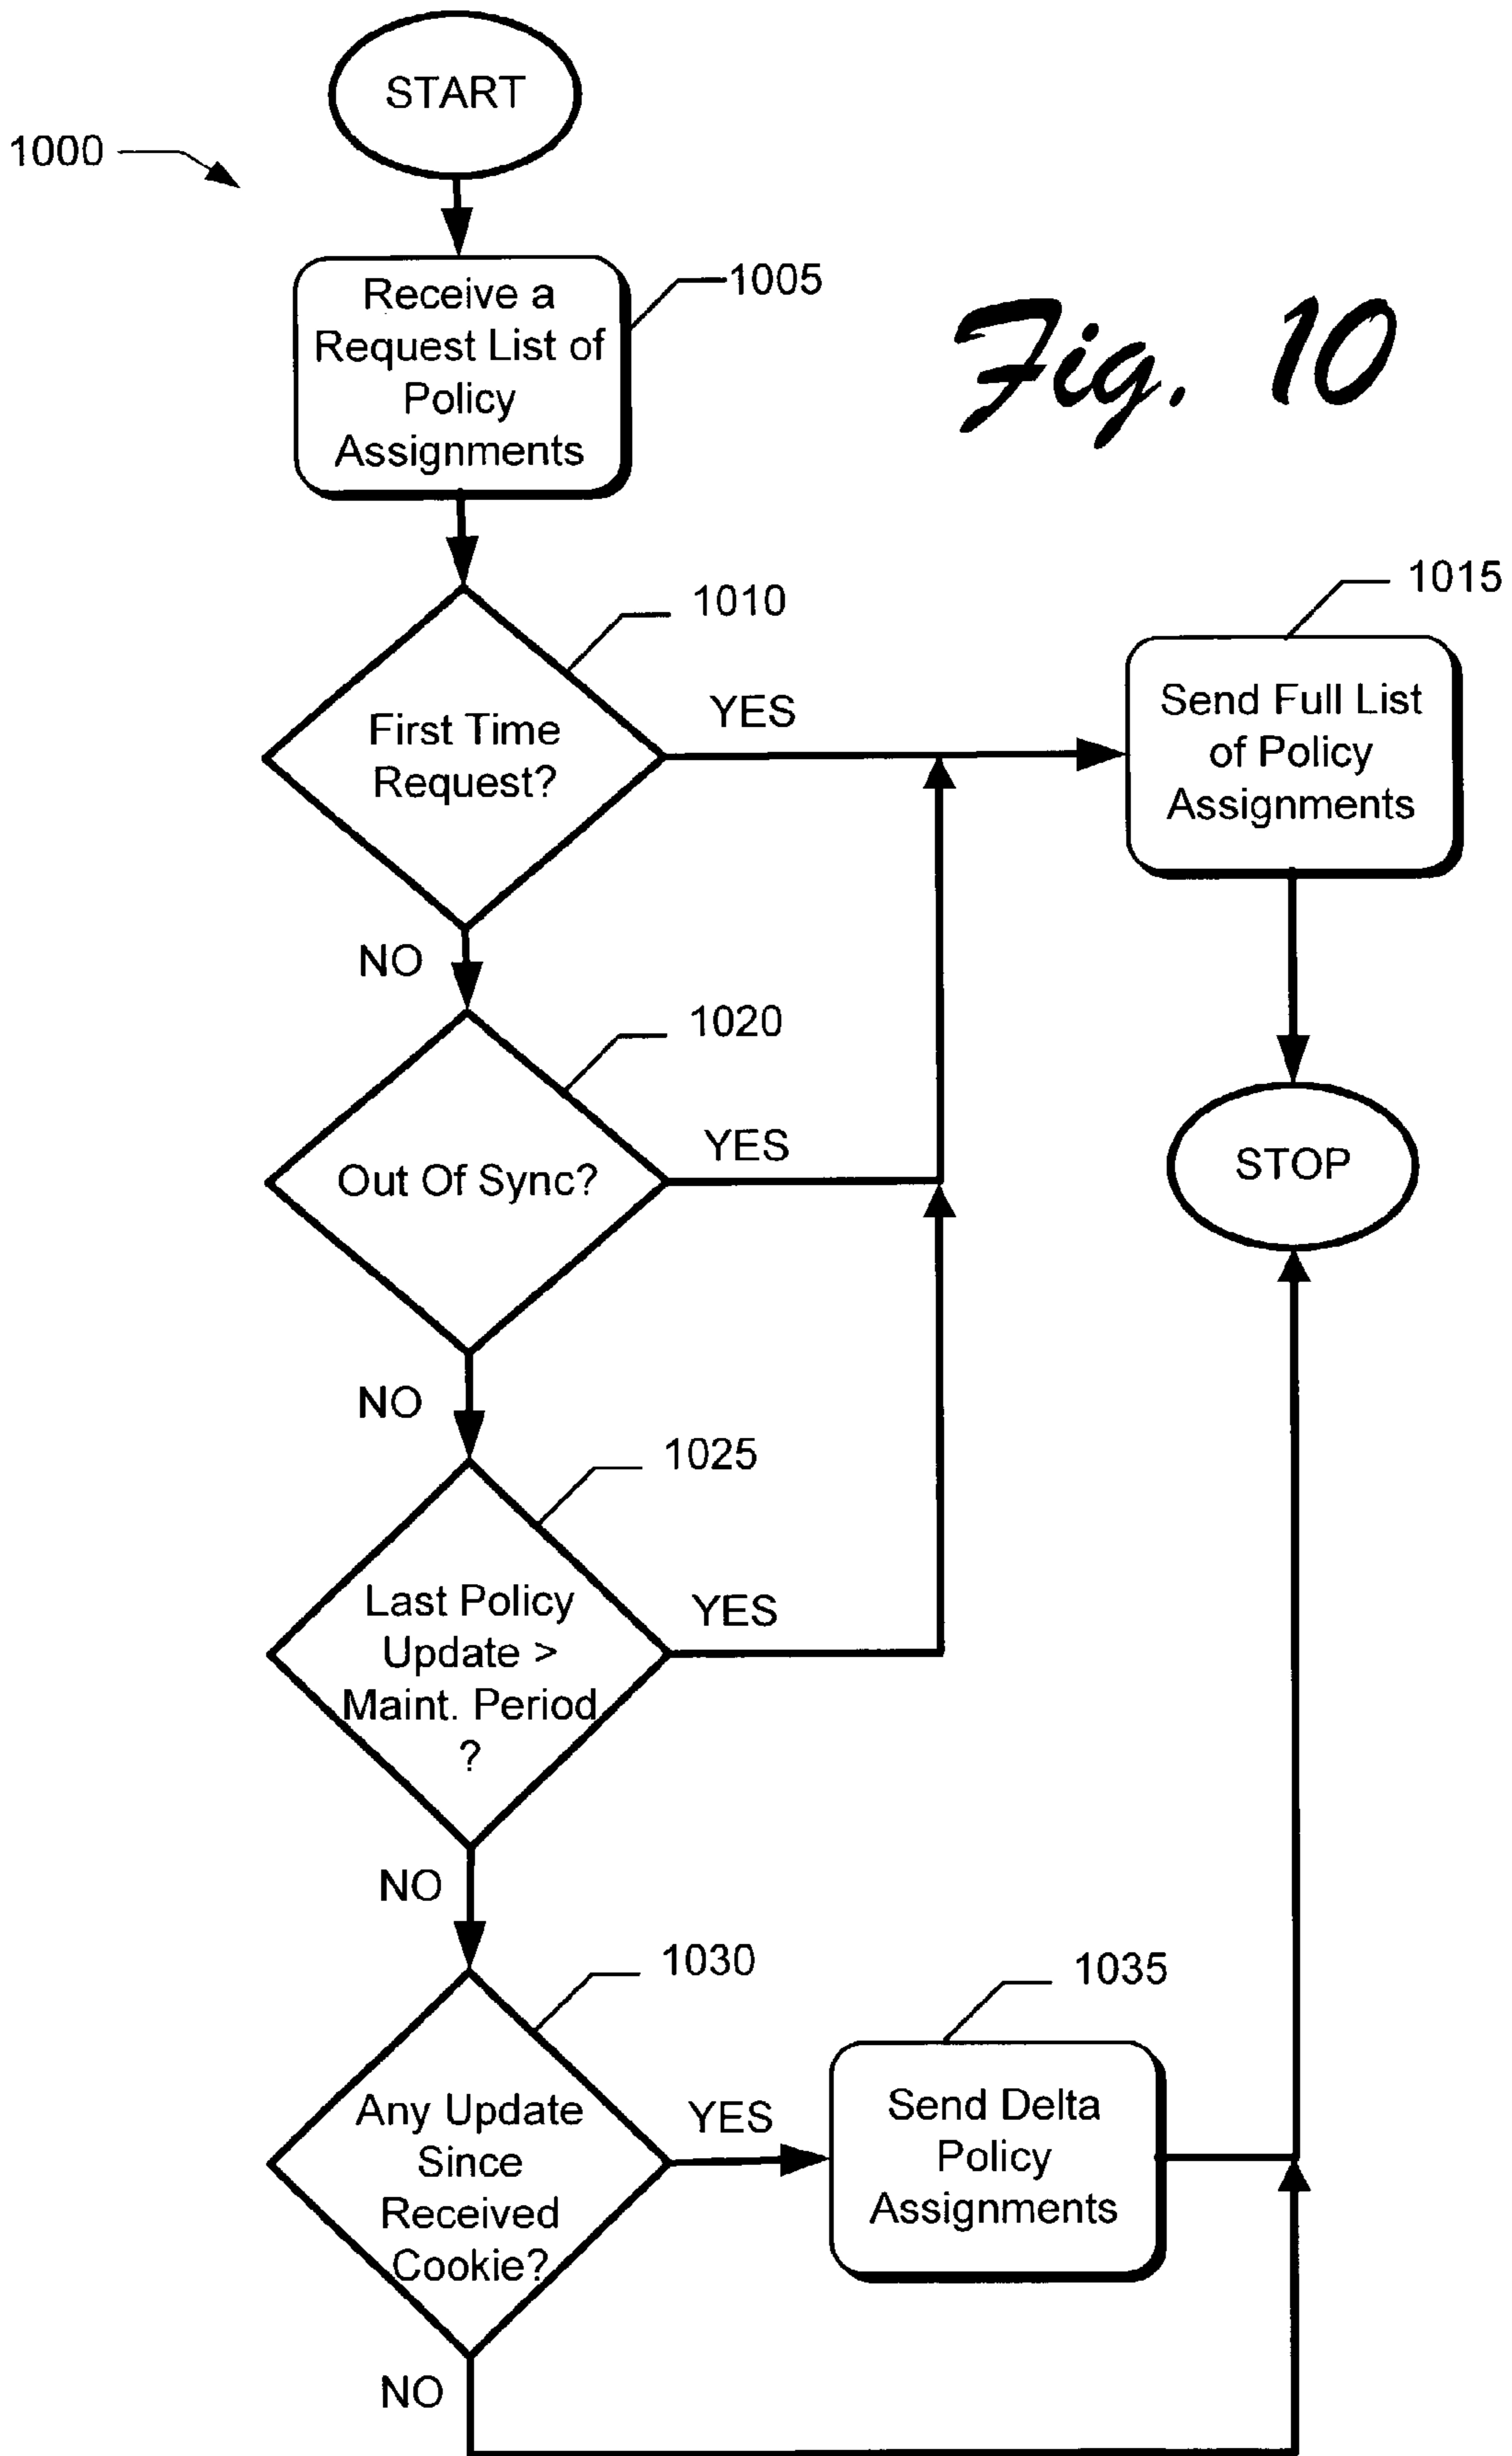 START
1000
Receive a
Request List of
Policy
Assignments
1005
Fig. 10
1010
First Time
Request?
YES
1015
Send Full List
of Policy
Assignments
NO
1020
Out Of Sync?
YES
STOP
NO
1025
Last Policy
Update >
Maint. Period
?
YES
NO
1030
Any Update
Since
Received
Cookie?
YES
1035
Send Delta
Policy
Assignments
NO